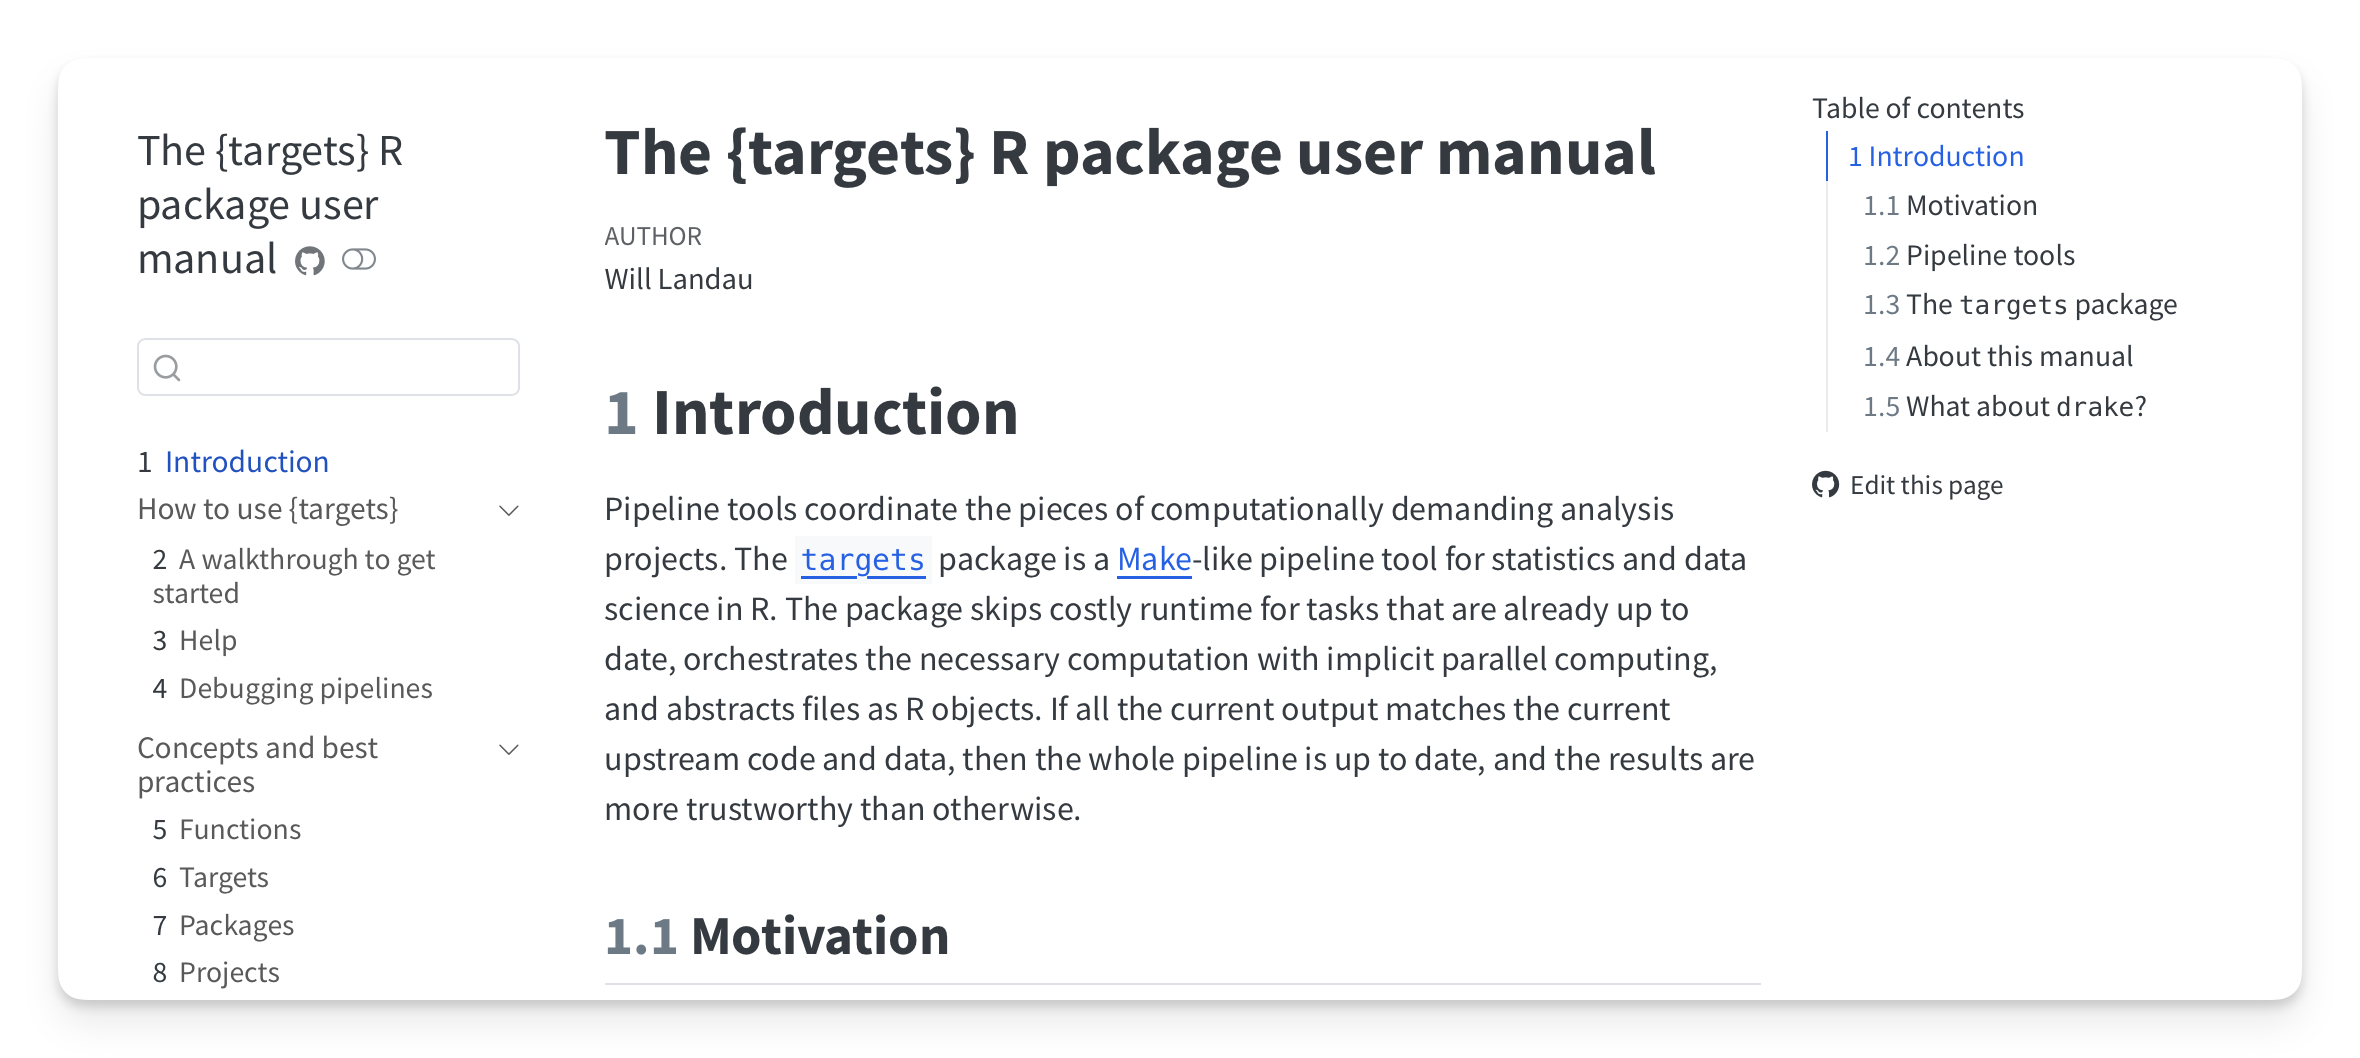 The {targets} R
package user
manual
1 Introduction
How to use {targets}
2 A walkthrough to get
started
3 Help
4 Debugging pipelines
Concepts and best
practices
5 Functions
6 Targets
7 Packages
8 Projects
The {targets} R package user manual
AUTHOR
Will Landau
1 Introduction
Pipeline tools coordinate the pieces of computationally demanding analysis
projects. The targets package is a Make-like pipeline tool for statistics and data
science in R. The package skips costly runtime for tasks that are already up to
date, orchestrates the necessary computation with implicit parallel computing,
and abstracts files as R objects. If all the current output matches the current
upstream code and data, then the whole pipeline is up to date, and the results are
more trustworthy than otherwise.
1.1 Motivation
Table of contents
1 Introduction
1.1 Motivation
1.2 Pipeline tools
1.3 The targets package
1.4 About this manual
1.5 What about drake?
Edit this page